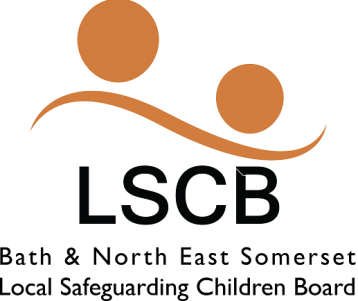 LSCB
Bath & North East Somerset
Local Safeguarding Children Board